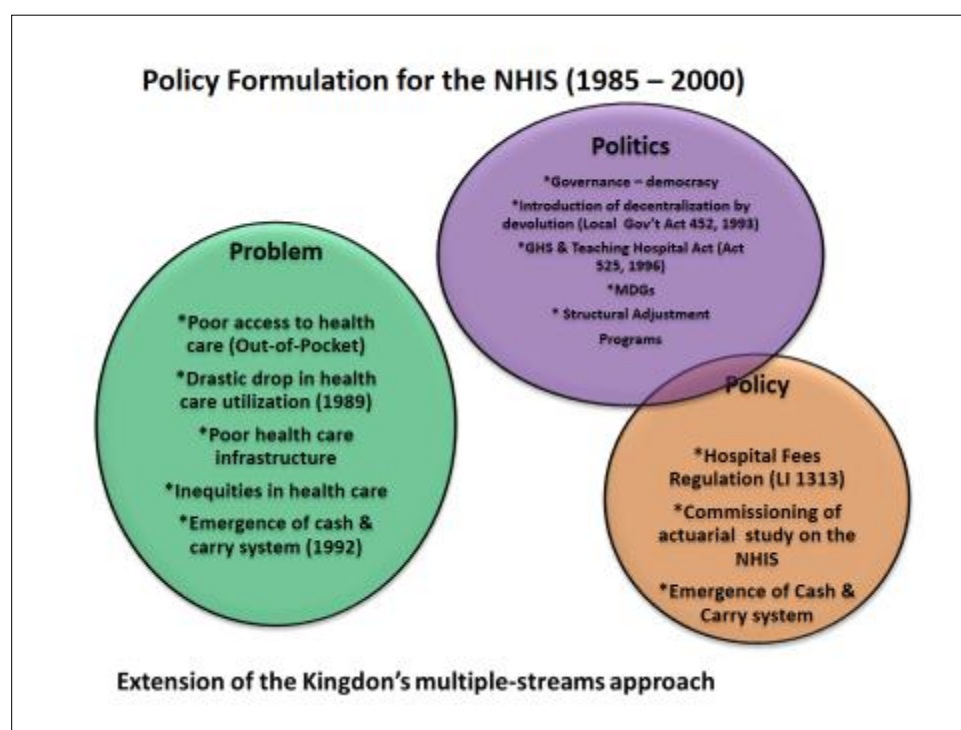 Policy Formulation for the NHIS (1985 – 2000)
Politics
*Governance – democracy
*Introduction of decentralization by
devolution (Local Gov't Act 452, 1993)
*GHS & Teaching Hospital Act (Act
525, 1996)
*MDGs
* Structural Adjustment
Programs
Problem
*Poor access to health
care (Out-of-Pocket)
*Drastic drop in health
care utilization (1989)
*Poor health care
infrastructure
*Inequities in health care
*Emergence of cash &
carry system (1992)
Policy
*Hospital Fees
Regulation (LI 1313)
*Commissioning of
actuarial study on the
NHIS
*Emergence of Cash &
Carry system
Extension of the Kingdon's multiple-streams approach